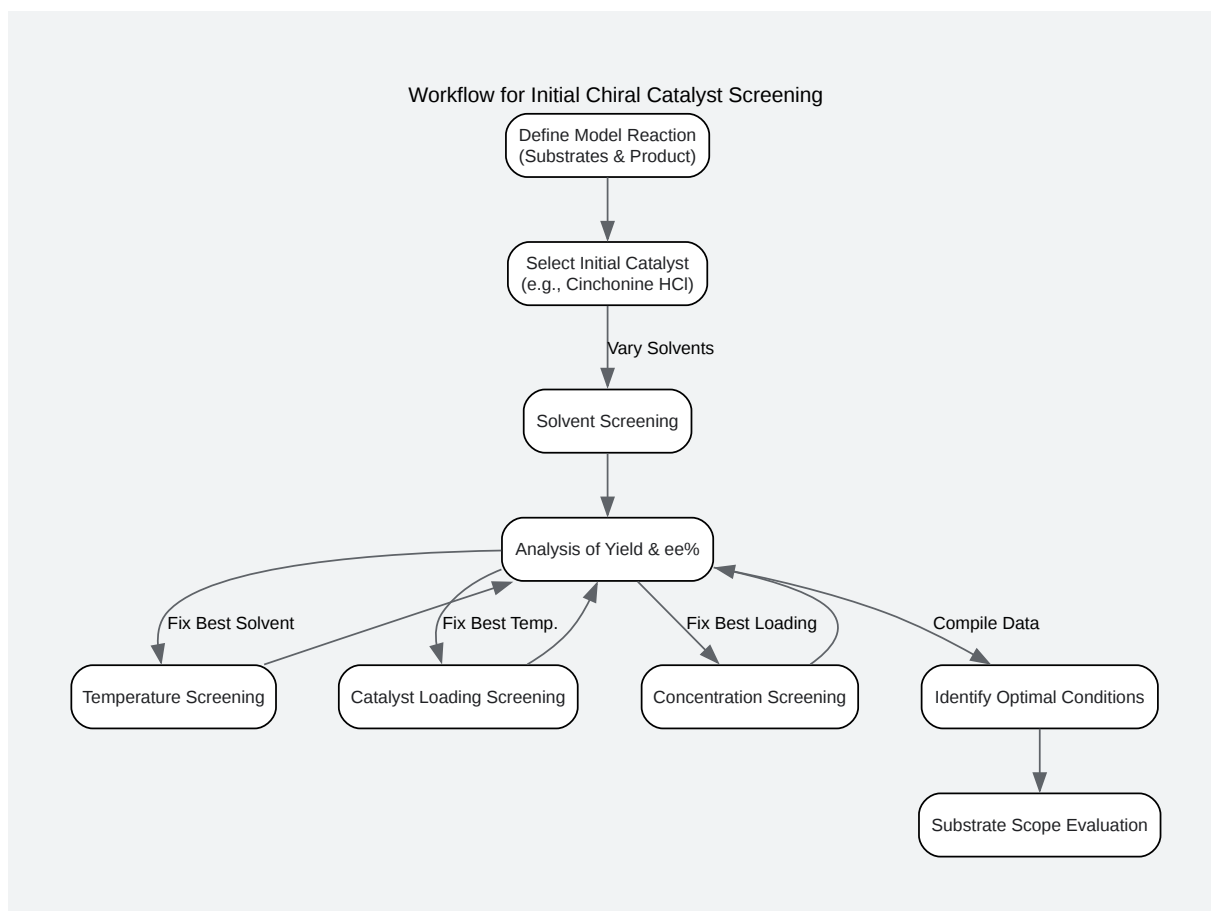 Workflow for Initial Chiral Catalyst Screening
Define Model Reaction
(Substrates & Product)
Select Initial Catalyst
(e.g., Cinchonine HCl)
Vary Solvents
Solvent Screening
Analysis of Yield & ee%
Fix Best Solvent
Fix Best Temp.
Fix Best Loading
Compile Data
Temperature Screening
Catalyst Loading Screening
Concentration Screening
Identify Optimal Conditions
Substrate Scope Evaluation